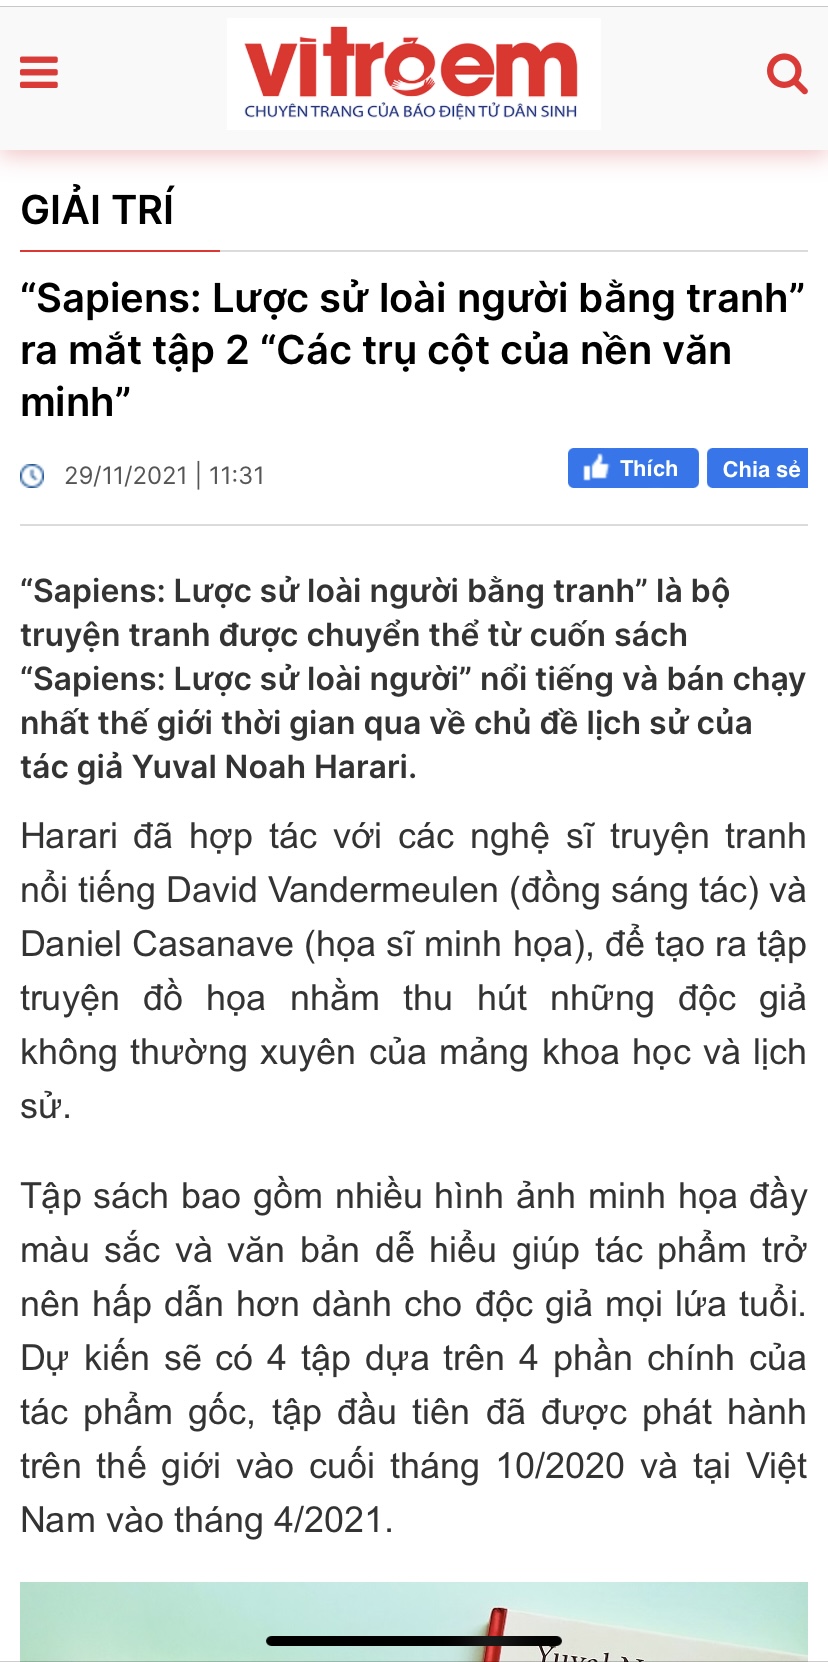 vìtrẻem
CHUYÊN TRANG CỦA BÁO ĐIỆN TỬ DÂN SINH
GIẢI TRÍ
“Sapiens: Lược sử loài người bằng tranh”
ra mắt tập 2 “Các trụ cột của nền văn
minh”
29/11/2021 | 11:31
Thích
Chia sẻ
“Sapiens: Lược sử loài người bằng tranh” là bộ
truyện tranh được chuyển thể từ cuốn sách
“Sapiens: Lược sử loài người” nổi tiếng và bán chạy
nhất thế giới thời gian qua về chủ đề lịch sử của
tác giả Yuval Noah Harari.
Harari đã hợp tác với các nghệ sĩ truyện tranh
nổi tiếng David Vandermeulen (đồng sáng tác) và
Daniel Casanave (họa sĩ minh họa), để tạo ra tập
truyện đồ họa nhằm thu hút những độc giả
không thường xuyên của mảng khoa học và lịch
sử.
Tập sách bao gồm nhiều hình ảnh minh họa đầy
màu sắc và văn bản dễ hiểu giúp tác phẩm trở
nên hấp dẫn hơn dành cho độc giả mọi lứa tuổi.
Dự kiến sẽ có 4 tập dựa trên 4 phần chính của
tác phẩm gốc, tập đầu tiên đã được phát hành
trên thế giới vào cuối tháng 10/2020 và tại Việt
Nam vào tháng 4/2021.
Yuval